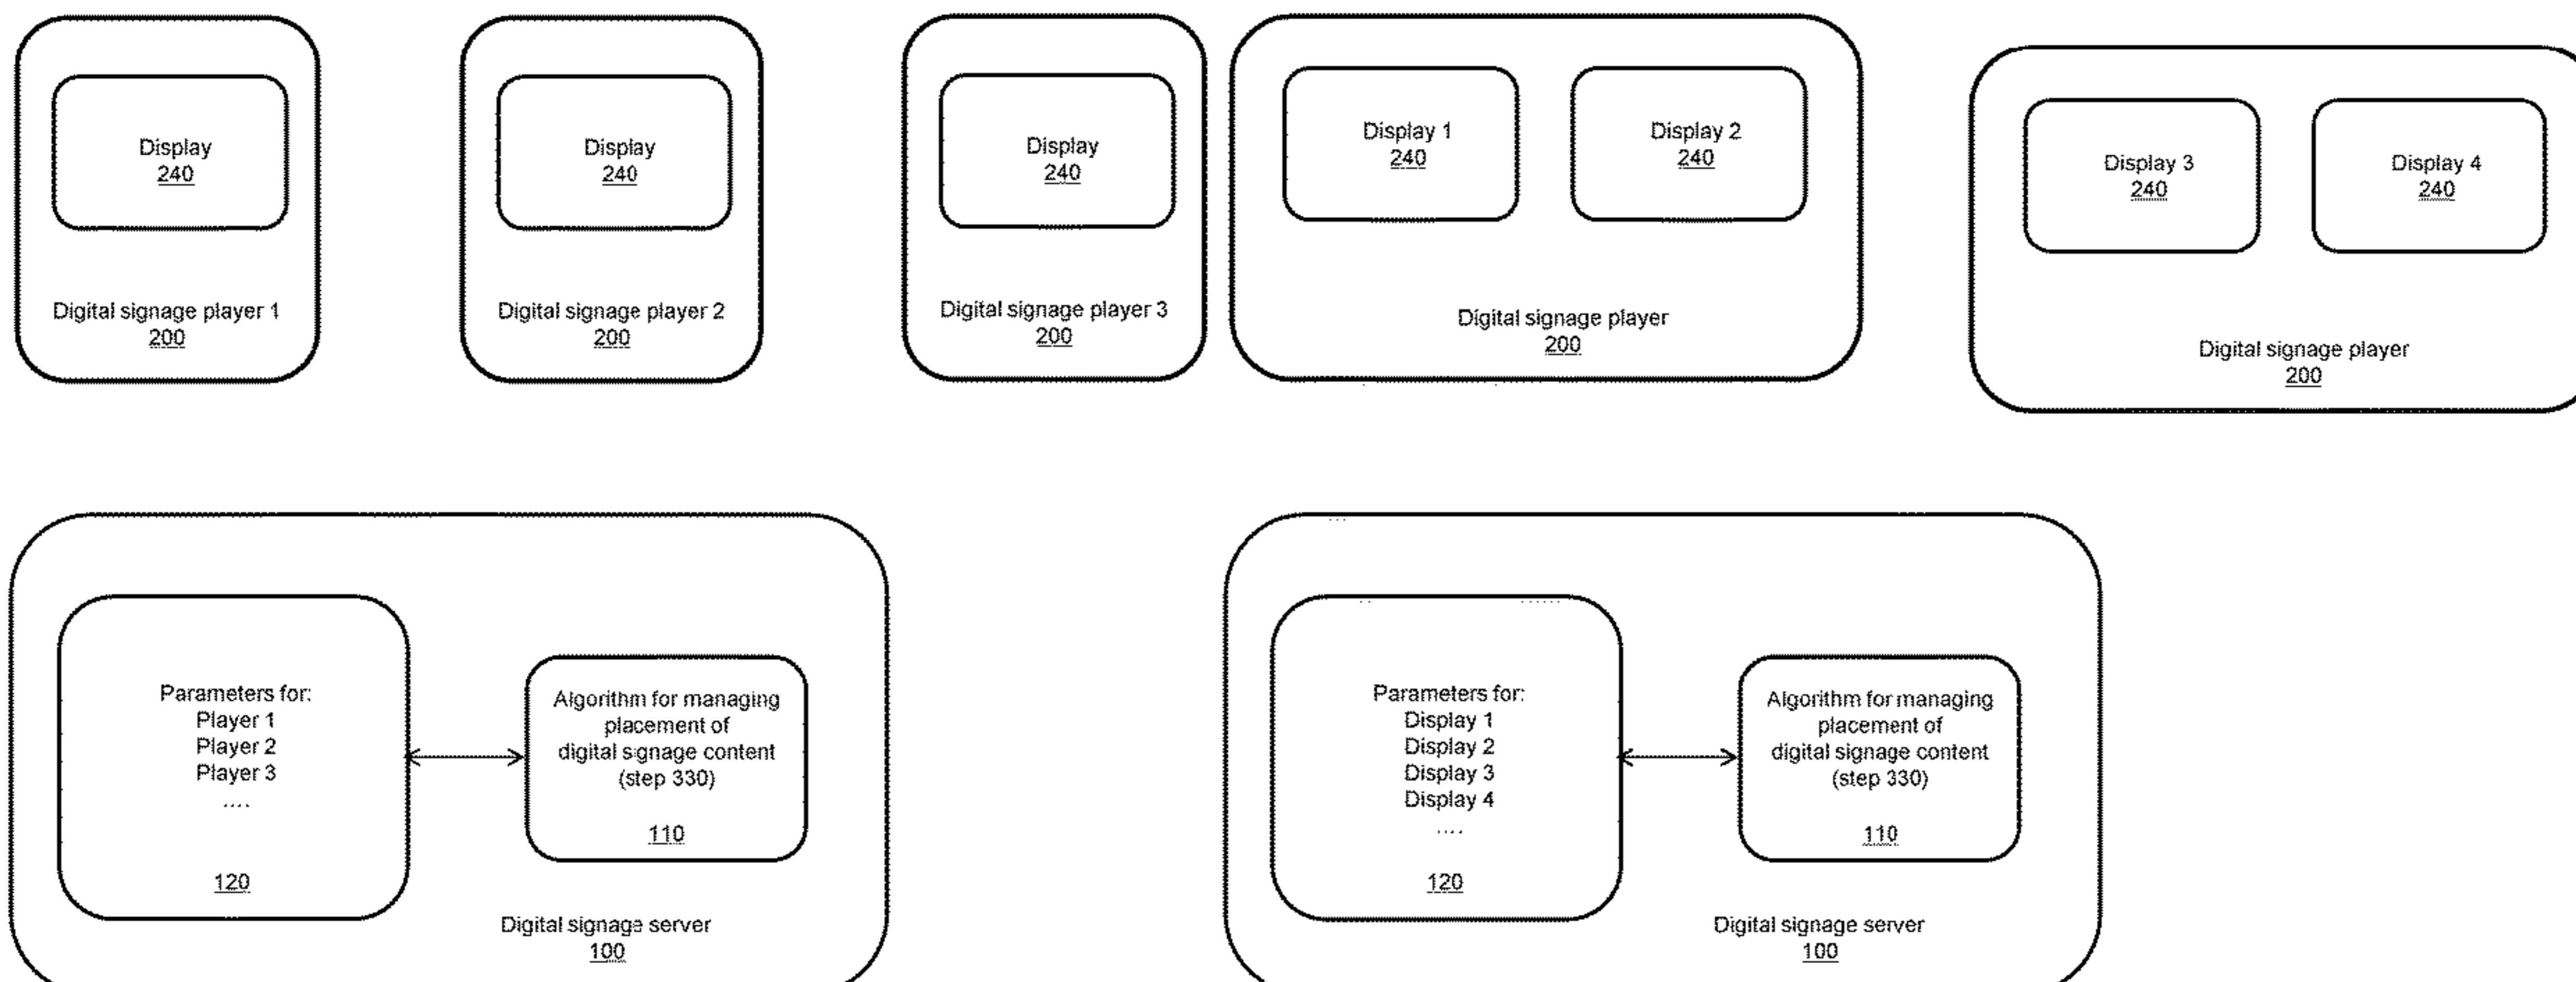 Display
240
Digital signage player 1
200
Display
240
Digital signage player 2
200
Display
240
Digital signage player 3
200
Display 1
240
Display 2
240
Digital signage player
200
Display 3
240
Display 4
240
Digital signage player
200
Parameters for:
Player 1
Player 2
Player 3
....
120
Algorithm for managing
placement of
digital signage content
(step 330)
110
Digital signage server
100
Parameters for:
Display 1
Display 2
Display 3
Display 4
....
120
Algorithm for managing
placement of
digital signage content
(step 330)
110
Digital signage server
100